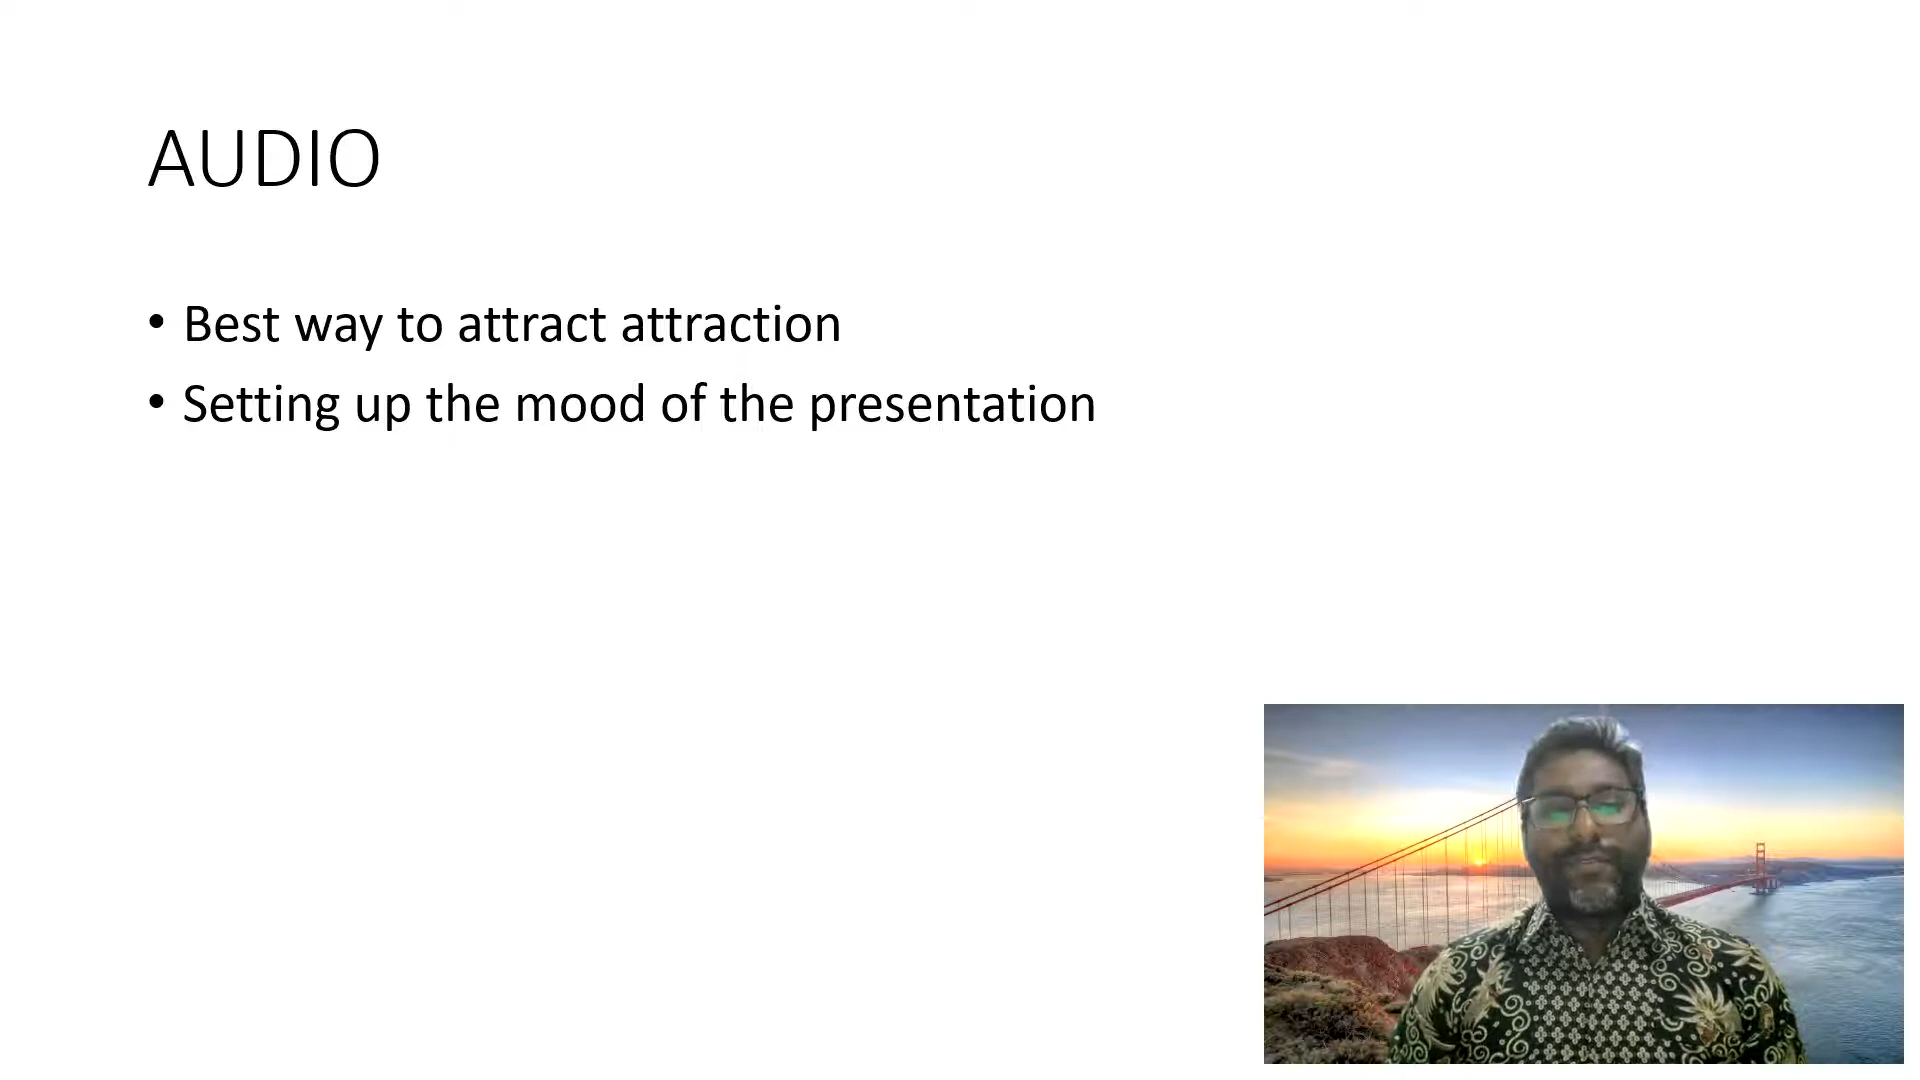 AUDIO
• Best way to attract attraction
• Setting up the mood of the presentation